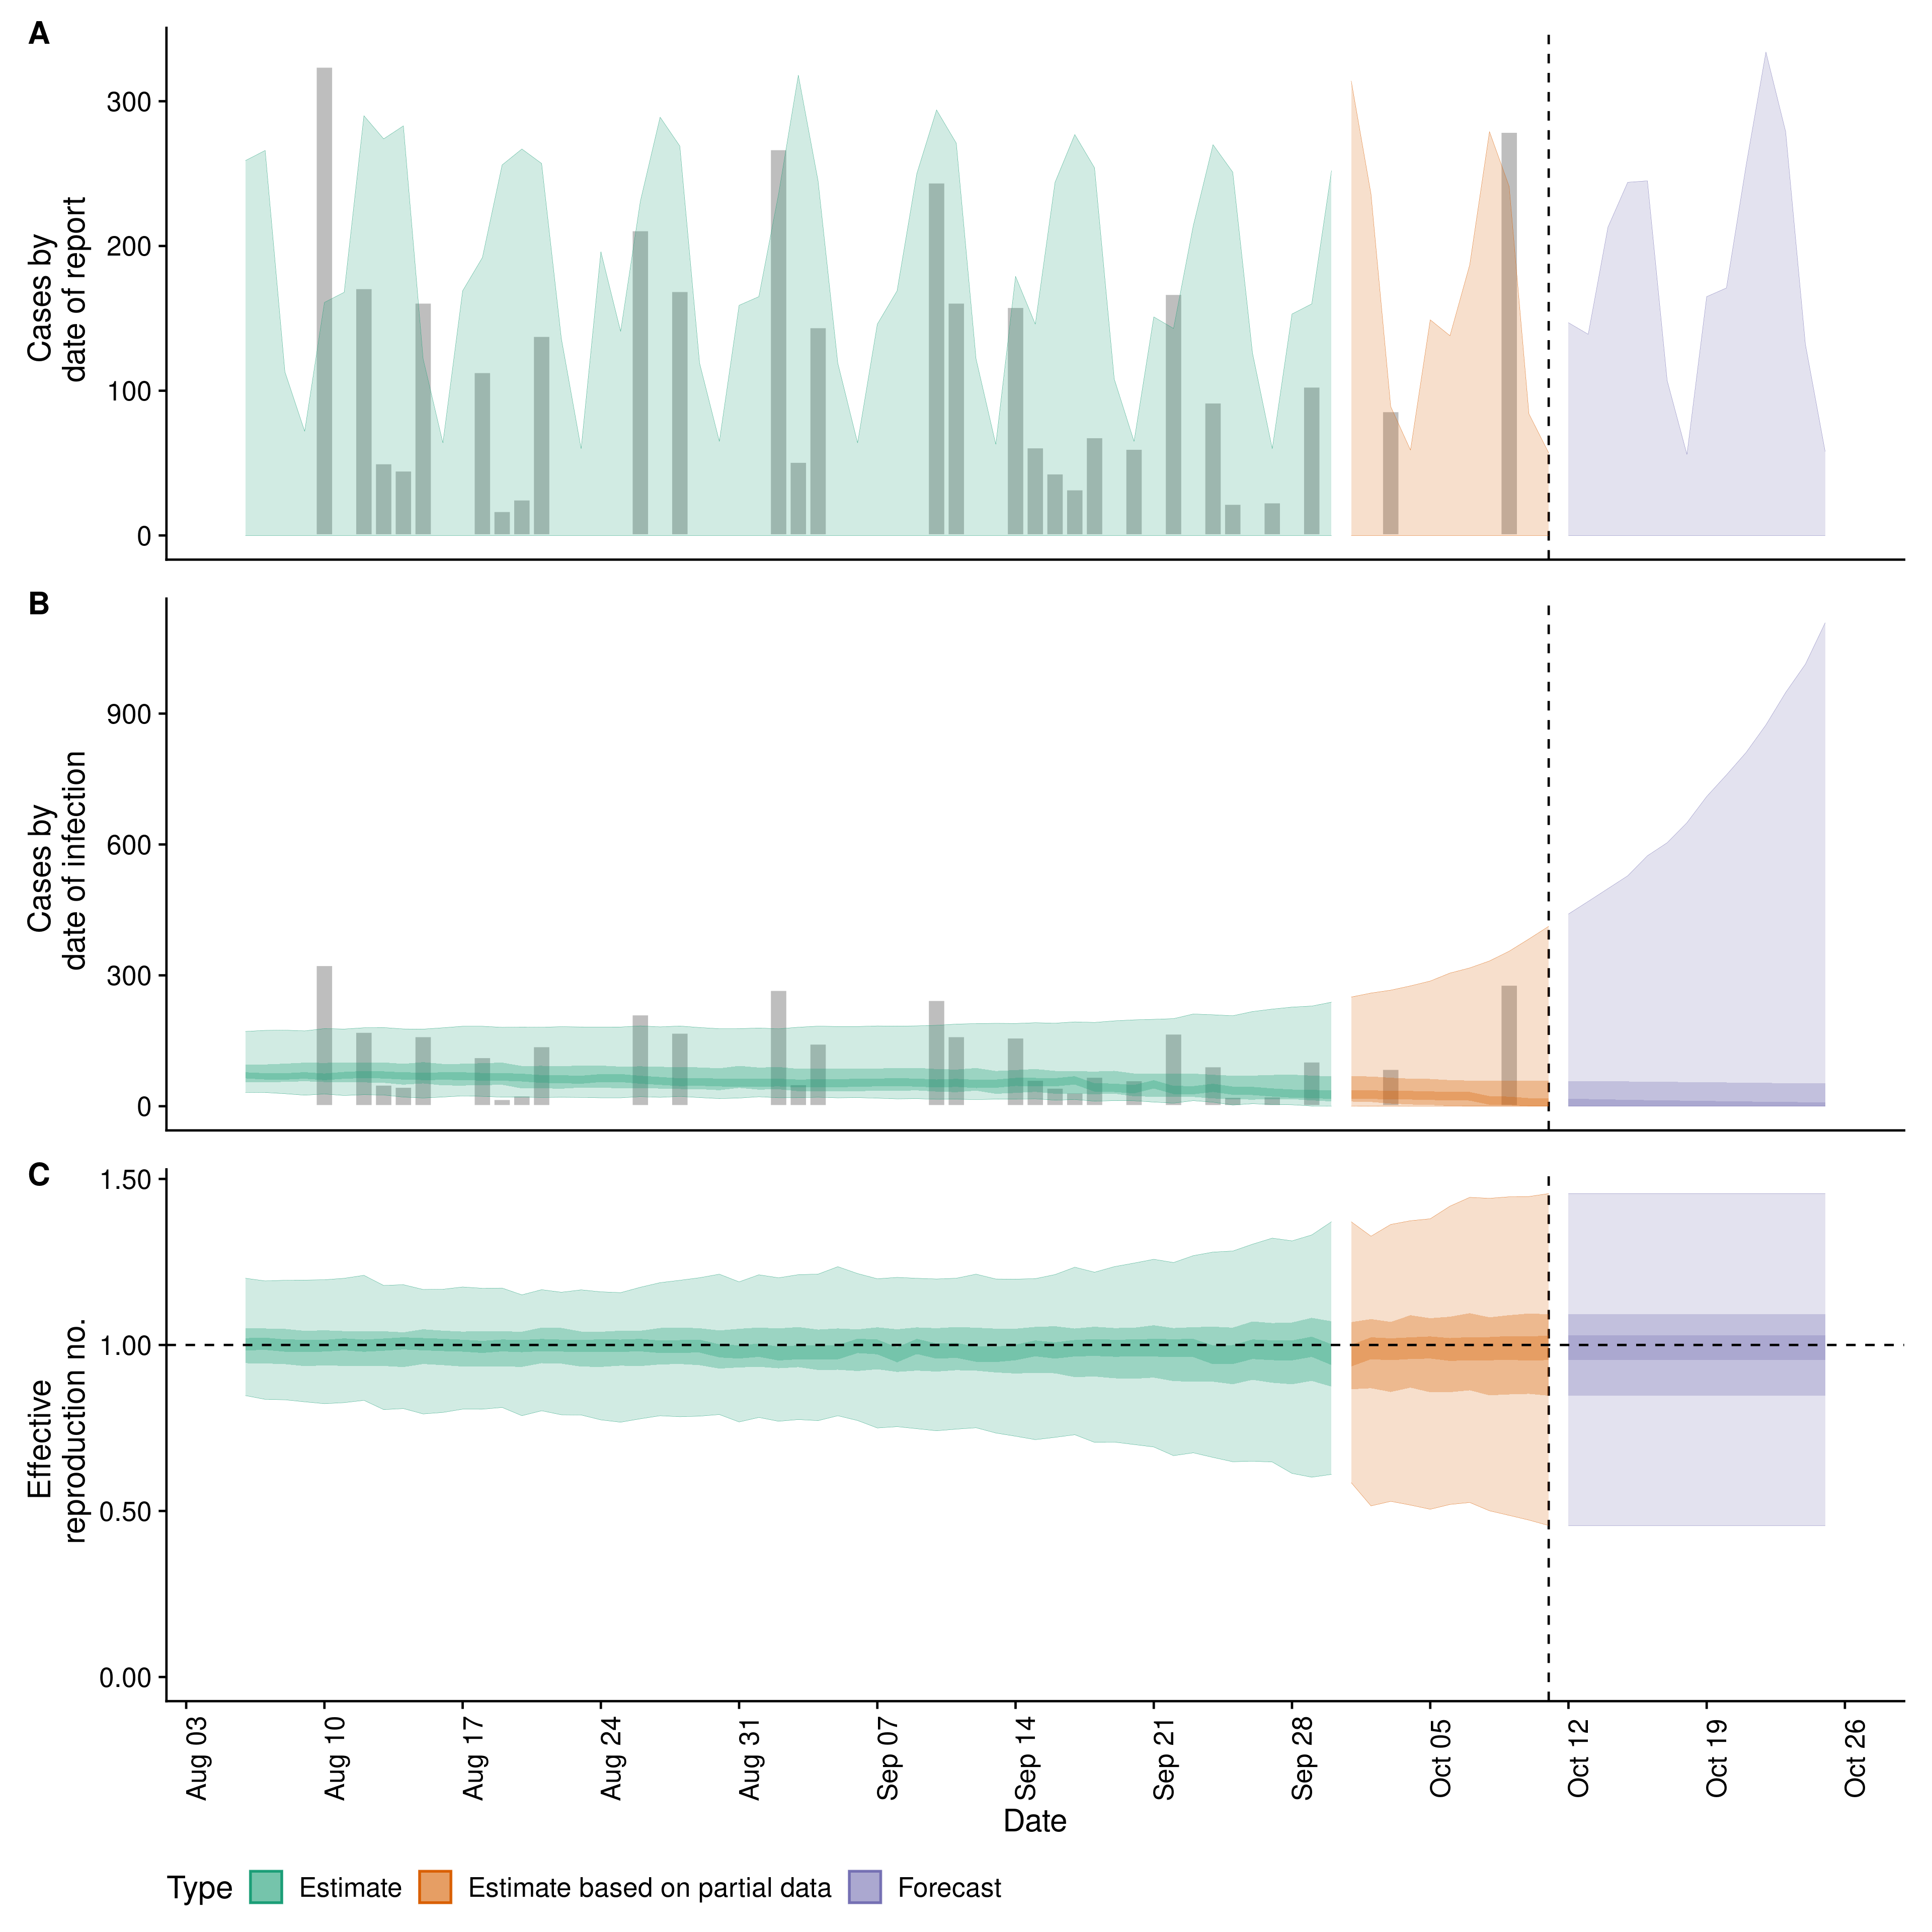 A
Cases by
date of report
300
200
100
0
B
Cases by
date of infection
900
600
300
0
C
Effective
reproduction no.
1.50
1.00
0.50
0.00
Aug 03
Aug 10
Aug 17
Aug 24
Aug 31
Sep 07
Sep 14
Sep 21
Sep 28
Oct 05
Oct 12
Oct 19
Oct 26
Date
Type Estimate Estimate based on partial data Forecast